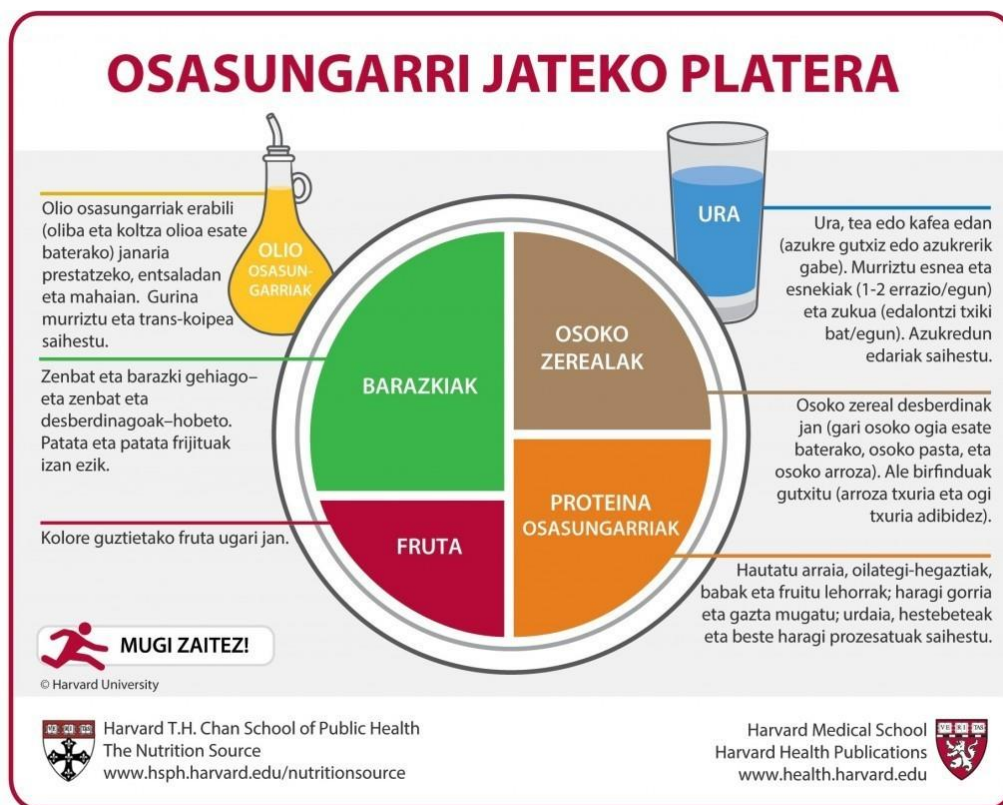 OSASUNGARRI JATEKO PLATERA
Olio osasungarriak erabili
(oliba eta koltza olioa esate
baterako) janaria
prestatzeko, entsaladan
eta mahaian. Gurina
murriztu eta trans-koipea
saihestu.
OLIO
OSASUN-
GARRIAK
Zenbat eta barazki gehiago–
eta zenbat eta
desberdinagoak–hobeto.
Patata eta patata frijituak
izan ezik.
Kolore guztietako fruta ugari jan.
BARAZKIAK
FRUTA
OSOKO
ZEREALAK
PROTEINA
OSASUNGARRIAK
URA
Ura, tea edo kafea edan
(azukre gutxiz edo azukrerik
gabe). Murriztu esnea eta
esnekiak (1-2 errazio/egun)
eta zukua (edalontzi txiki
bat/egun). Azukredun
edariak saihestu.
Osoko zereal desberdinak
jan (gari osoko ogia esate
baterako, osoko pasta, eta
osoko arroza). Ale birfinduak
gutxitu (arroza txuria eta ogi
txuria adibidez).
Hautatu arraia, oilategi-hegaztiak,
babak eta fruitu lehorrak; haragi gorria
eta gazta mugatu; urdaia, hestebeteak
eta beste haragi prozesatuak saihestu.
MUGI ZAITEZ!
© Harvard University
Harvard T.H. Chan School of Public Health
The Nutrition Source
www.hsph.harvard.edu/nutritionsource
Harvard Medical School
Harvard Health Publications
www.health.harvard.edu
VE RI TAS